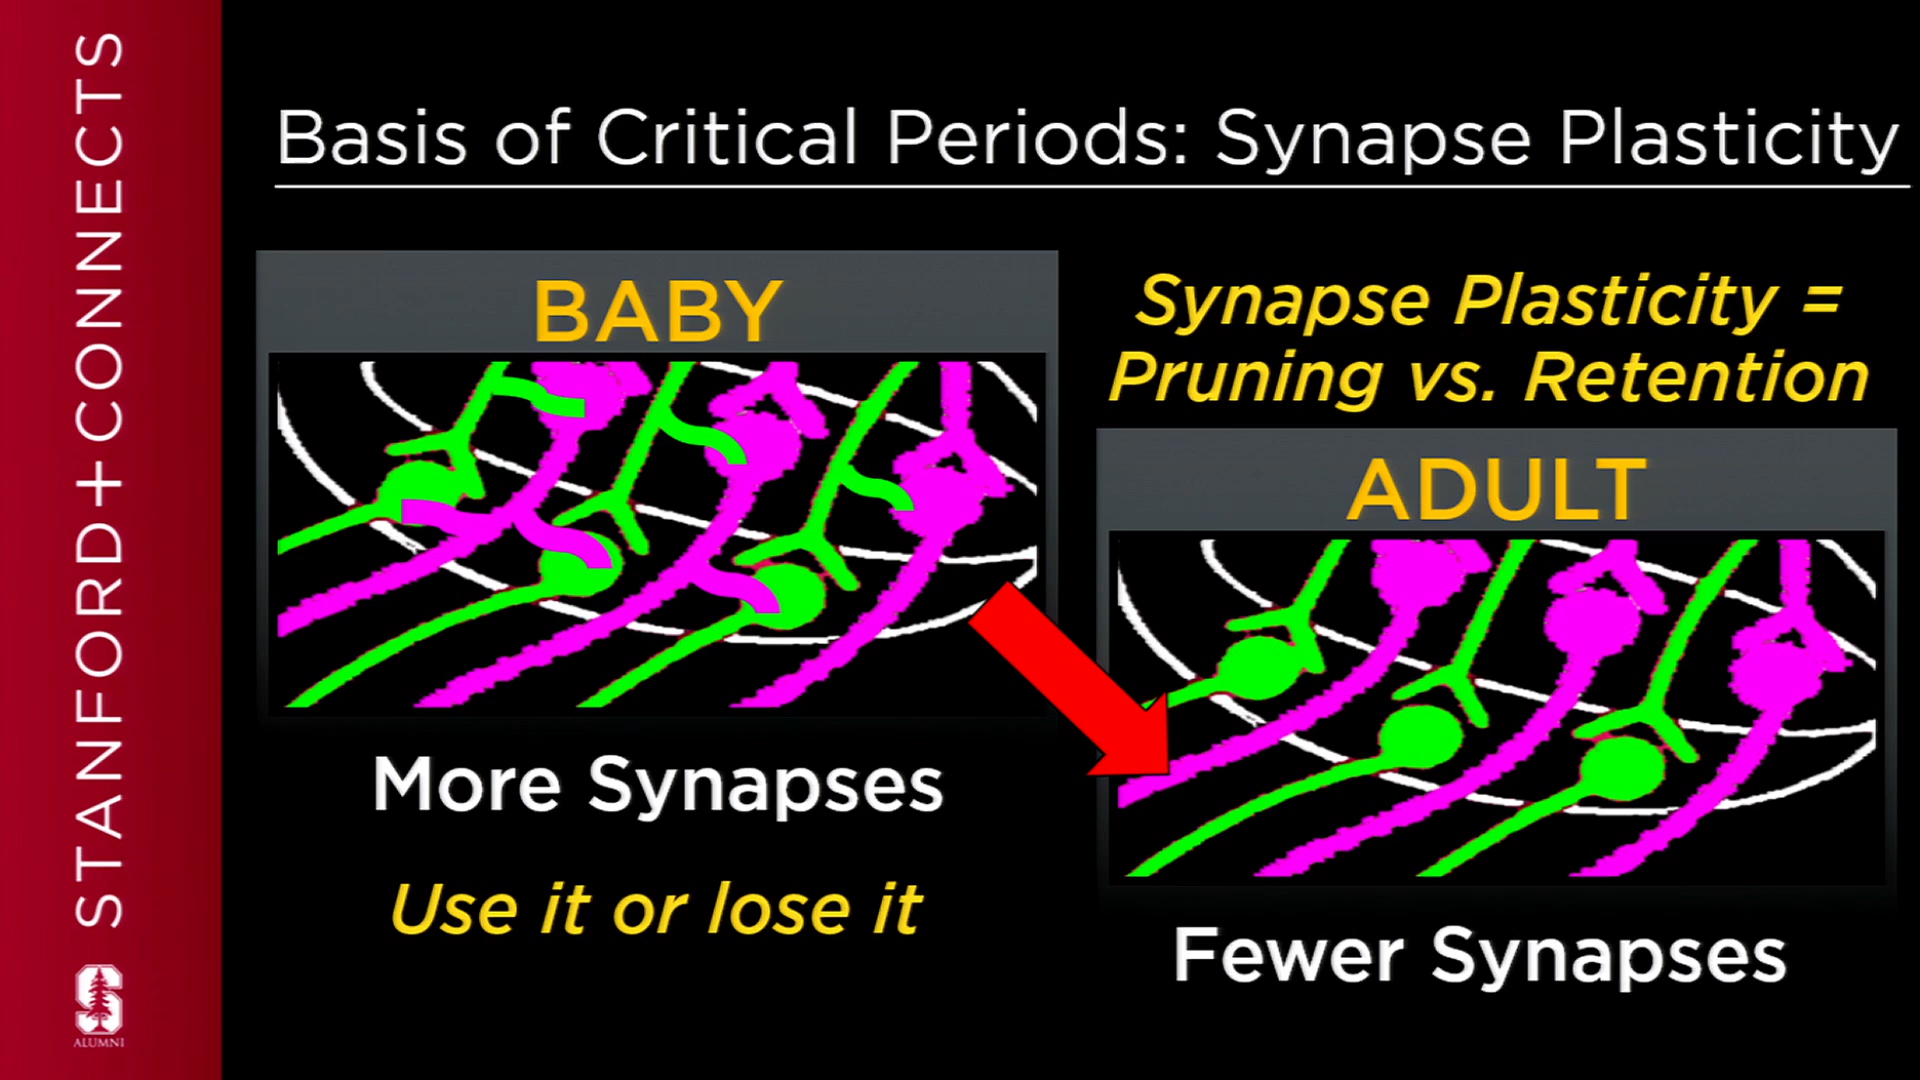 STANFORD+CONNECTS
ALUMNI
Basis of Critical Periods: Synapse Plasticity
BABY
More Synapses
Use it or lose it
Synapse Plasticity =
Pruning vs. Retention
ADULT
Fewer Synapses